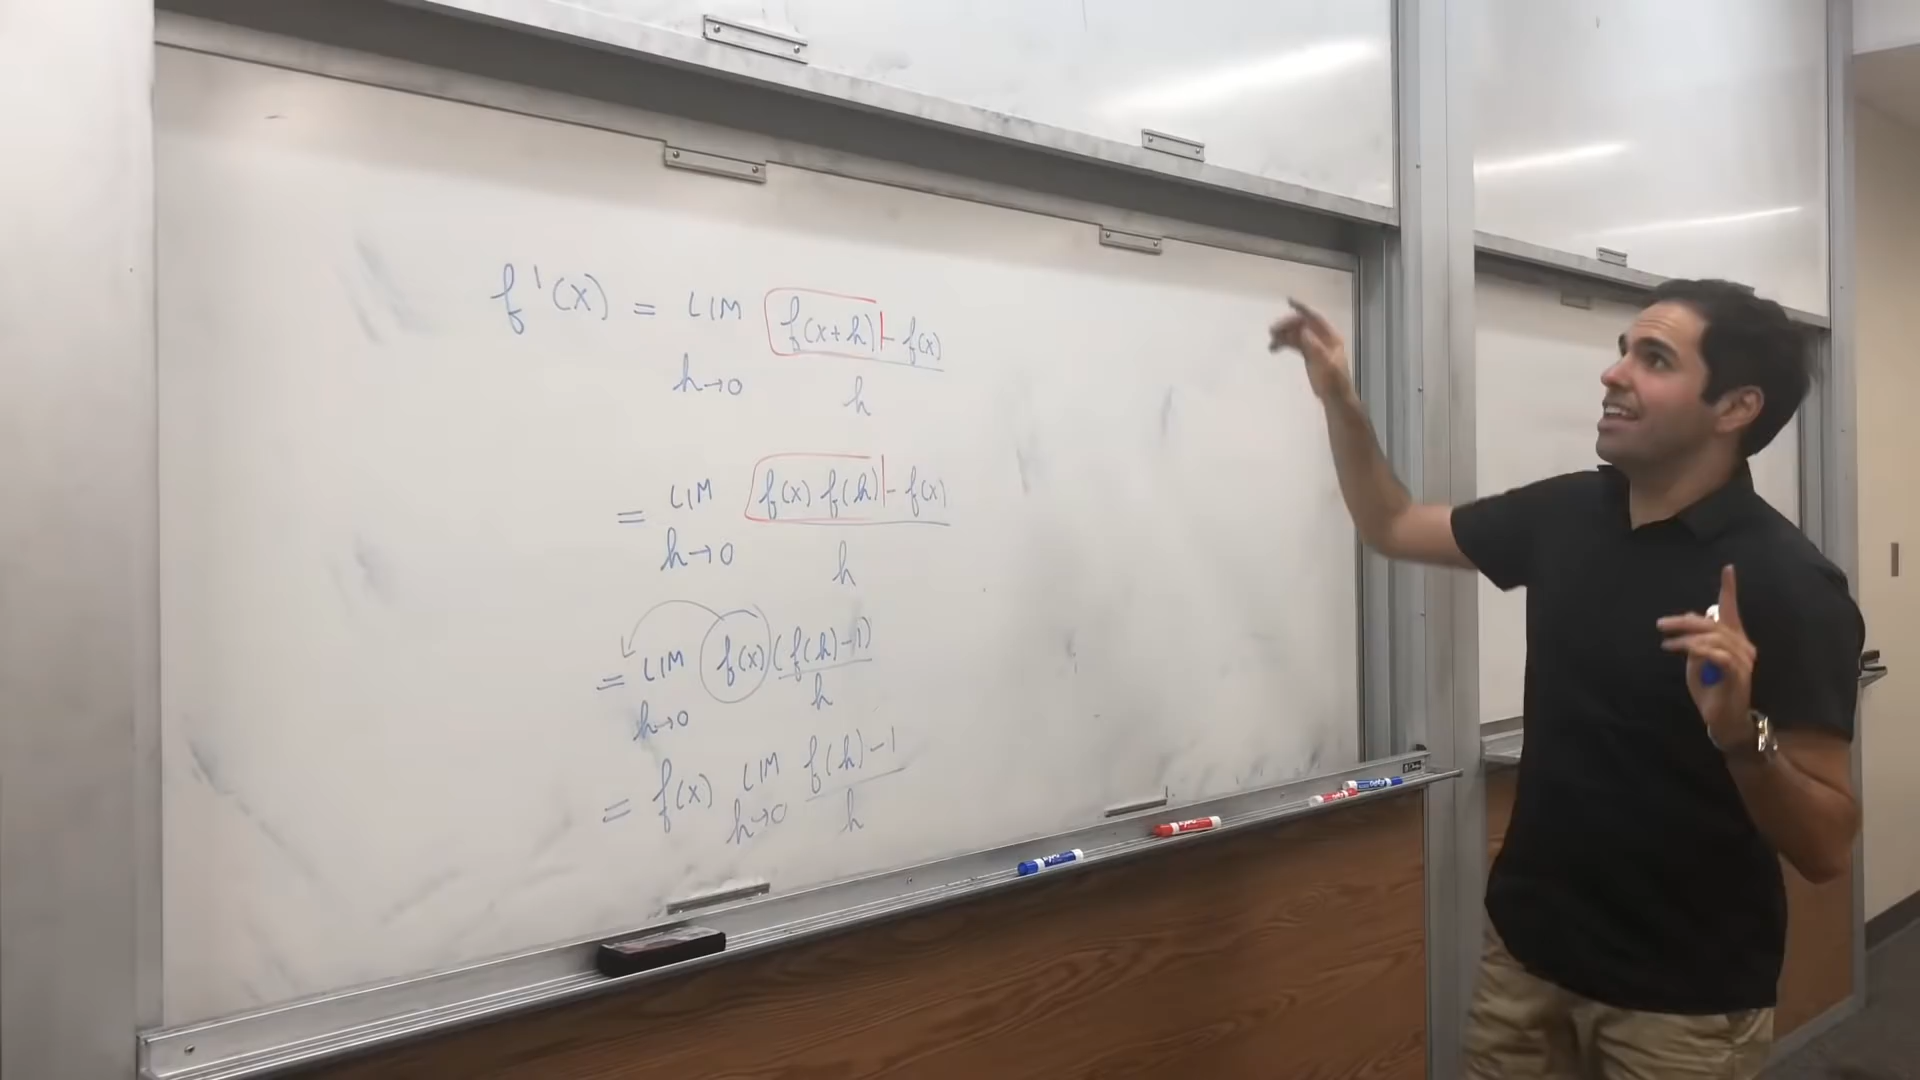 f'(x) = LIM f(x+h) - f(x)
h→0 h
= LIM f(x) f(h) - f(x)
h→0 h
= LIM f(x) (f(h)-1)
h→0 h
= f(x) LIM f(h)-1
h→0 h